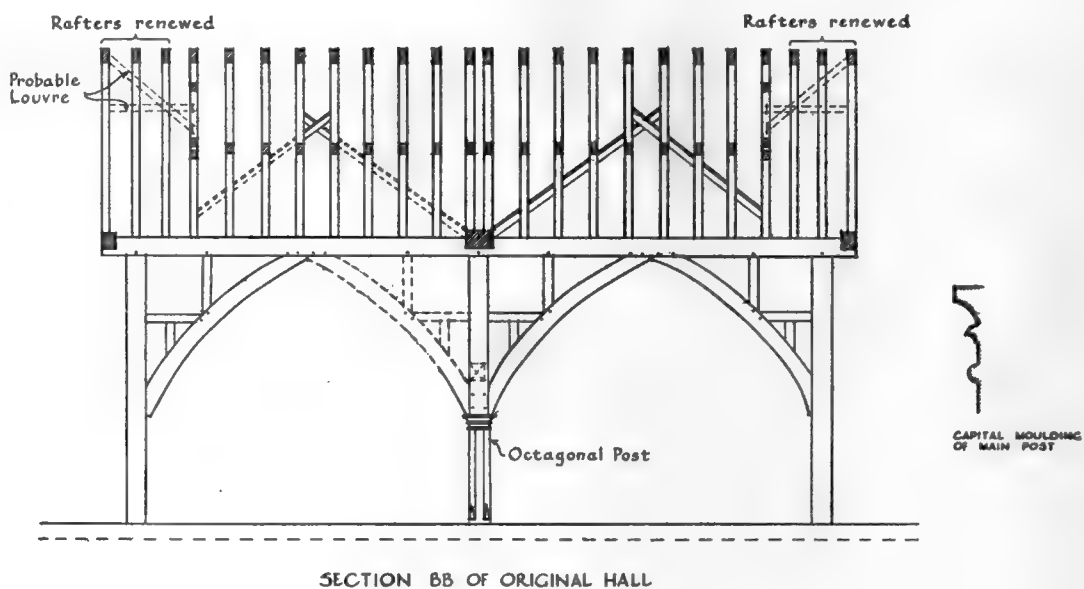 Rafters renewed
Rafters renewed
Probable
Louvre
Octagonal Post
CAPITAL MOULDING
OF MAIN POST
SECTION BB OF ORIGINAL HALL